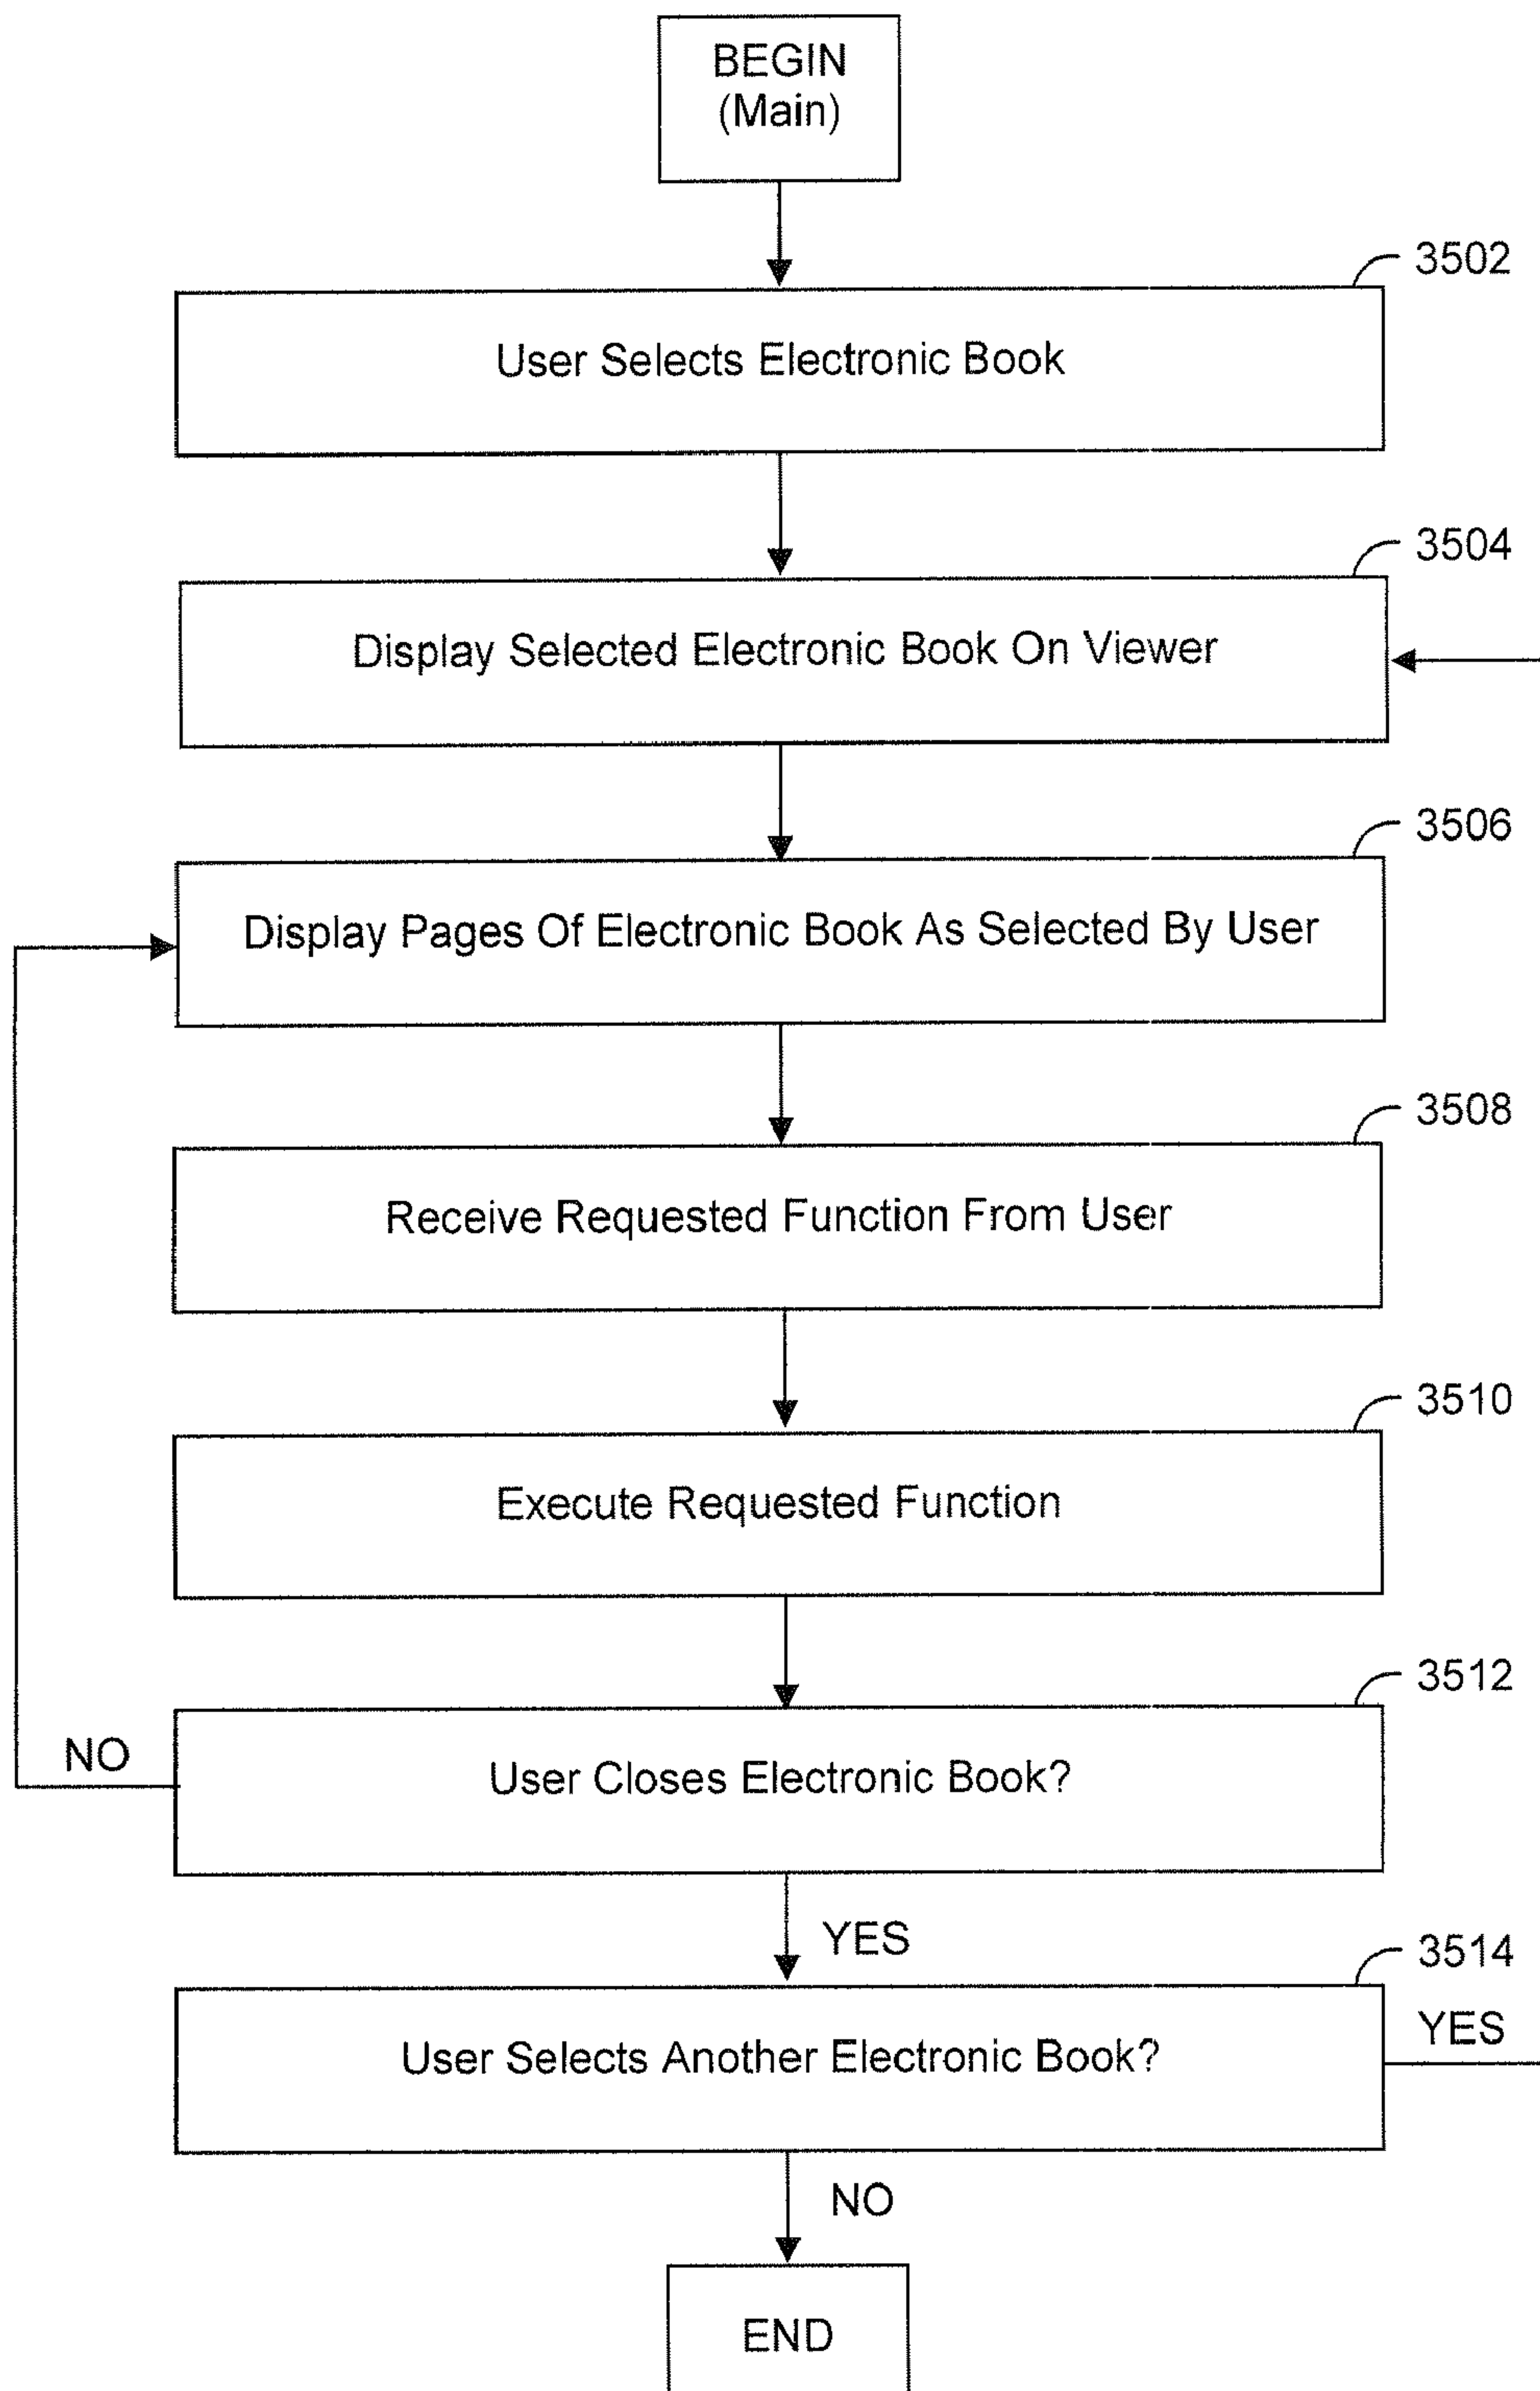 BEGIN
(Main)
3502
User Selects Electronic Book
3504
Display Selected Electronic Book On Viewer
3506
Display Pages Of Electronic Book As Selected By User
3508
Receive Requested Function From User
3510
Execute Requested Function
3512
NO
User Closes Electronic Book?
YES
3514
User Selects Another Electronic Book?
YES
NO
END